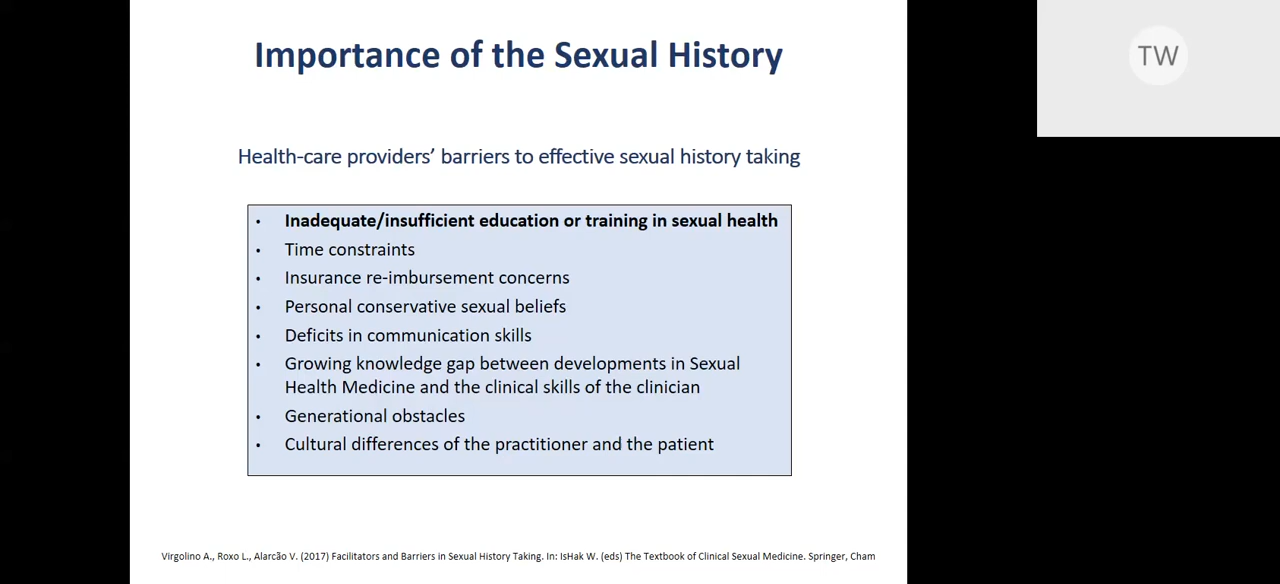 Importance of the Sexual History
TW
Health-care providers’ barriers to effective sexual history taking
• Inadequate/insufficient education or training in sexual health
• Time constraints
• Insurance re-imbursement concerns
• Personal conservative sexual beliefs
• Deficits in communication skills
• Growing knowledge gap between developments in Sexual
Health Medicine and the clinical skills of the clinician
• Generational obstacles
• Cultural differences of the practitioner and the patient
Virgolino A., Roxo L., Alarcão V. (2017) Facilitators and Barriers in Sexual History Taking. In: IsHak W. (eds) The Textbook of Clinical Sexual Medicine. Springer, Cham